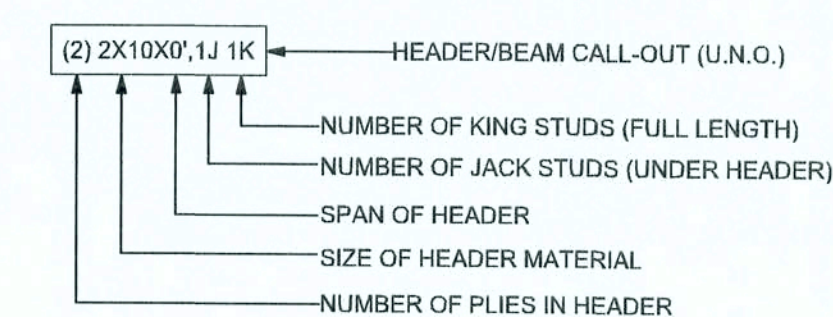 (2) 2X10X0',1J 1K
HEADER/BEAM CALL-OUT (U.N.O.)
NUMBER OF KING STUDS (FULL LENGTH)
NUMBER OF JACK STUDS (UNDER HEADER)
SPAN OF HEADER
SIZE OF HEADER MATERIAL
NUMBER OF PLIES IN HEADER